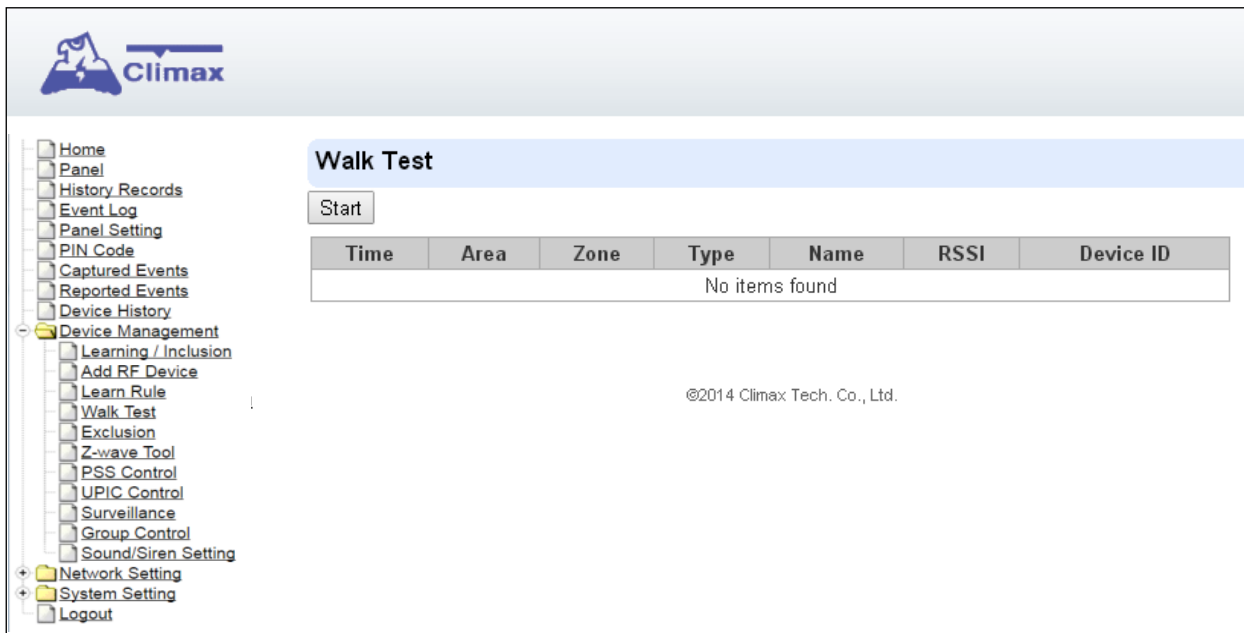 Climax
Home
Panel
History Records
Event Log
Panel Setting
PIN Code
Captured Events
Reported Events
Device History
Device Management
Learning / Inclusion
Add RF Device
Learn Rule
Walk Test
Exclusion
Z-wave Tool
PSS Control
UPIC Control
Surveillance
Group Control
Sound/Siren Setting
Network Setting
System Setting
Logout
Walk Test
Start
Time Area Zone Type Name RSSI Device ID
No items found
©2014 Climax Tech. Co., Ltd.